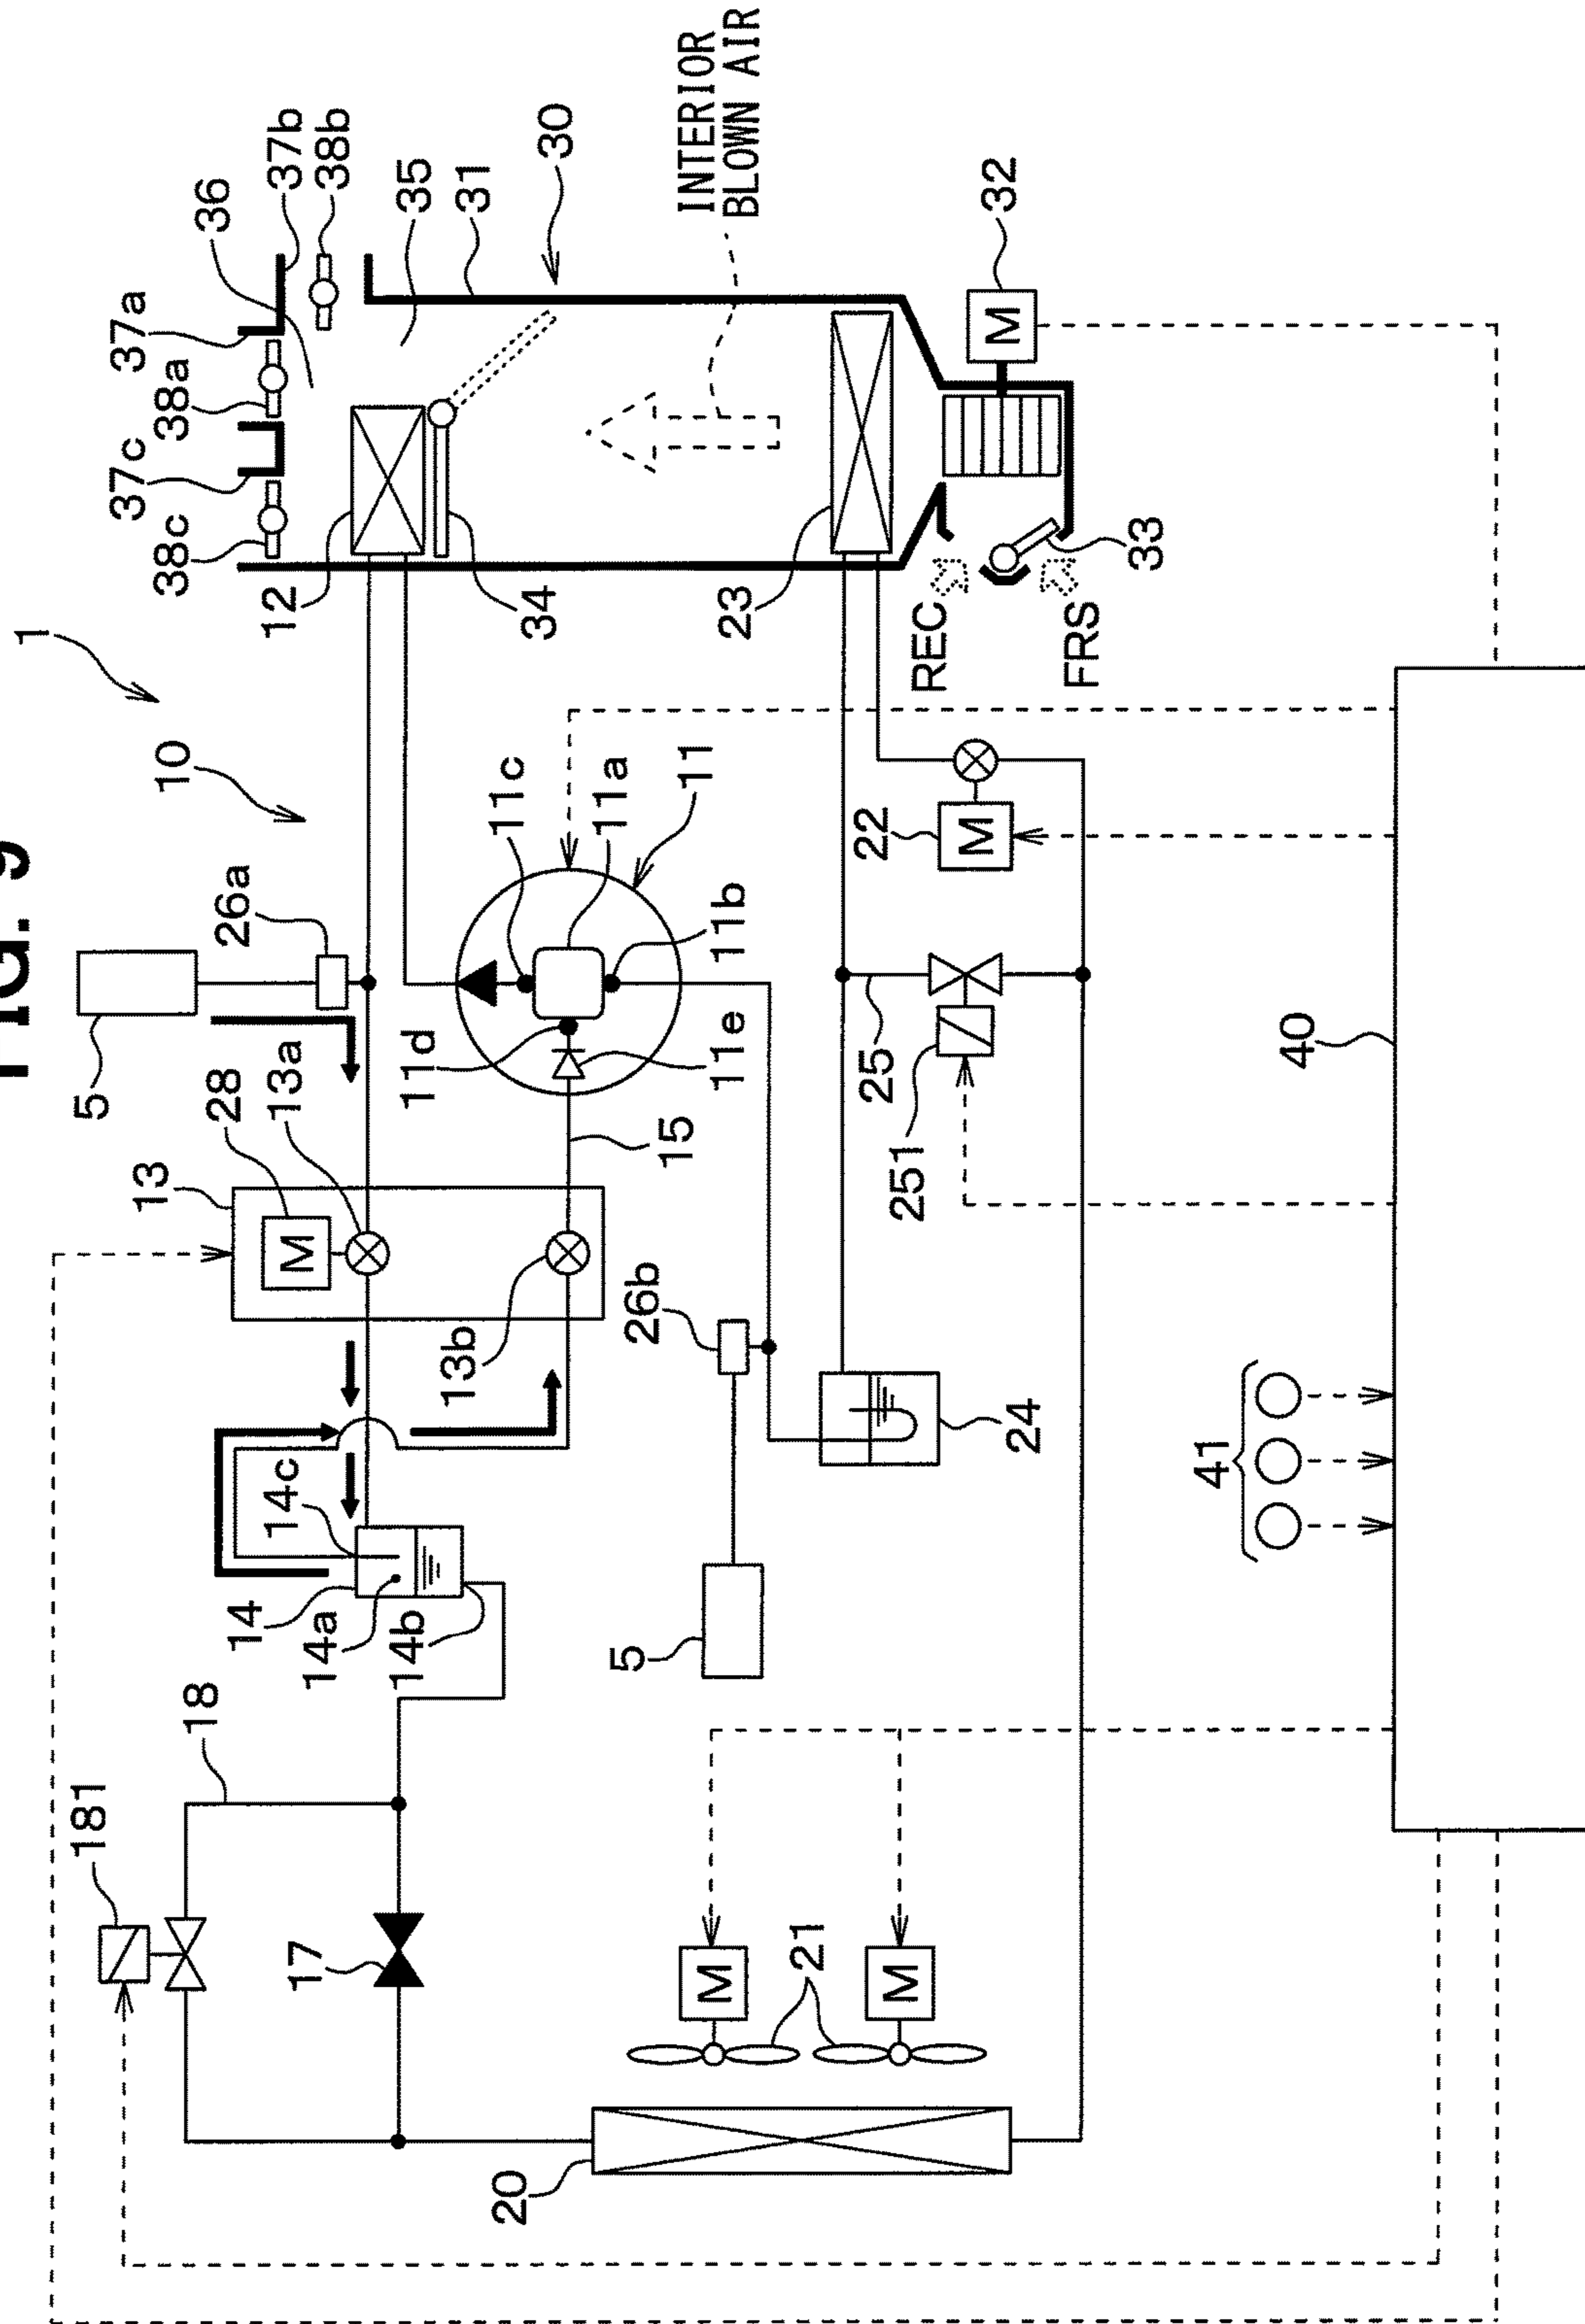 FIG. 9
1
10
5
26a
13
28
13a
11d
11e
11c
11a
11
11b
15
13b
14
14a
14b
14c
18
181
17
20
21
M
M
M
M
M
5
26b
24
25
251
22
23
12
34
38c
37c
38a
37a
36
37b
38b
35
31
30
INTERIOR
BLOWN AIR
32
33
REC
FRS
40
41